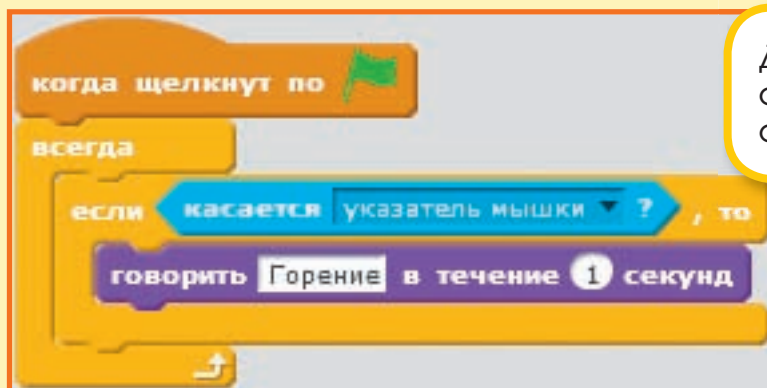 когда щелкнут по
всегда
если касается указатель мышки ? , то
говорить Горение в течение 1 секунд